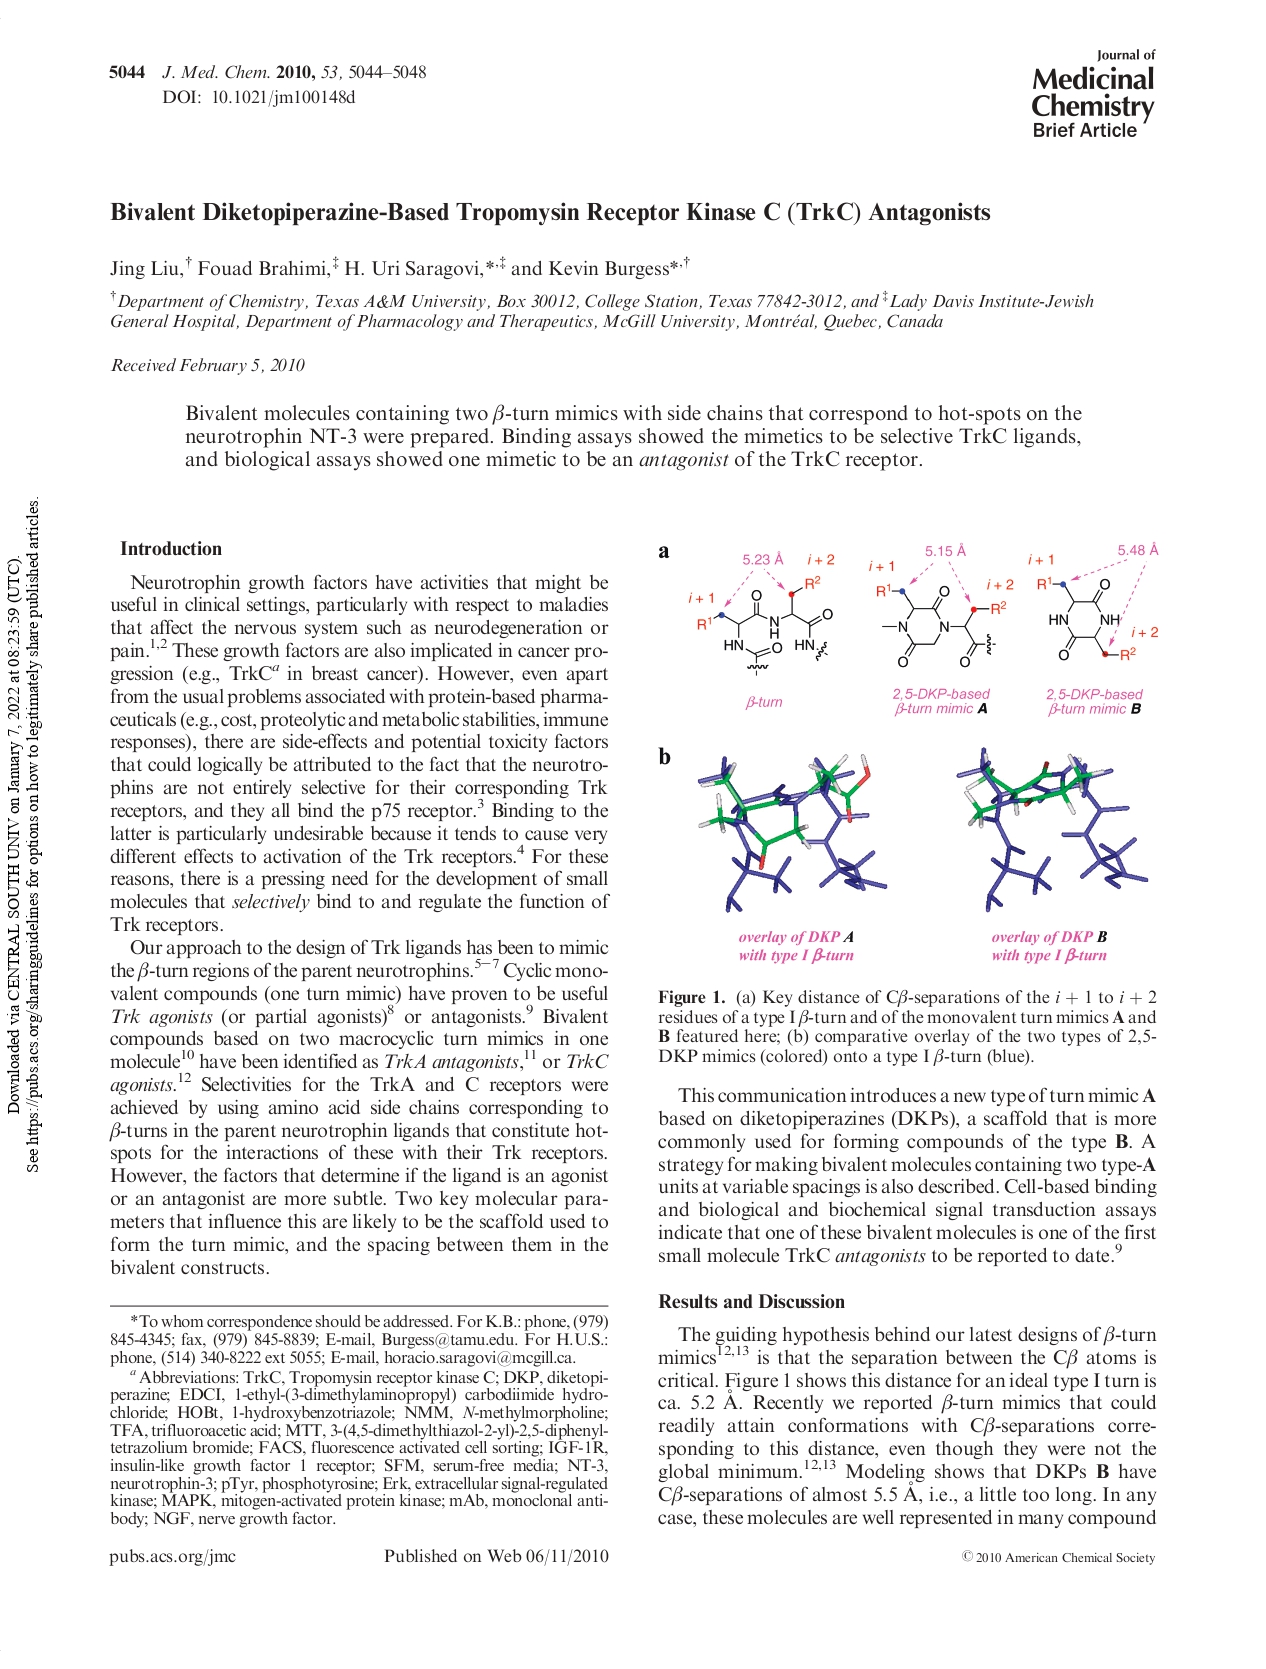 5044 J. Med. Chem. 2010, 53, 5044–5048
DOI: 10.1021/jm100148d
Journal of
Medicinal
Chemistry
Brief Article
Bivalent Diketopiperazine-Based Tropomysin Receptor Kinase C (TrkC) Antagonists
Jing Liu,† Fouad Brahimi,‡ H. Uri Saragovi,*,‡ and Kevin Burgess*,†
†Department of Chemistry, Texas A&M University, Box 30012, College Station, Texas 77842-3012, and ‡Lady Davis Institute-Jewish
General Hospital, Department of Pharmacology and Therapeutics, McGill University, Montréal, Quebec, Canada
Received February 5, 2010
Bivalent molecules containing two β-turn mimics with side chains that correspond to hot-spots on the
neurotrophin NT-3 were prepared. Binding assays showed the mimetics to be selective TrkC ligands,
and biological assays showed one mimetic to be an antagonist of the TrkC receptor.
Introduction
Neurotrophin growth factors have activities that might be
useful in clinical settings, particularly with respect to maladies
that affect the nervous system such as neurodegeneration or
pain.1,2 These growth factors are also implicated in cancer pro-
gression (e.g., TrkCa in breast cancer). However, even apart
from the usual problems associated with protein-based pharma-
ceuticals (e.g., cost, proteolytic and metabolic stabilities, immune
responses), there are side-effects and potential toxicity factors
that could logically be attributed to the fact that the neurotro-
phins are not entirely selective for their corresponding Trk
receptors, and they all bind the p75 receptor.3 Binding to the
latter is particularly undesirable because it tends to cause very
different effects to activation of the Trk receptors.4 For these
reasons, there is a pressing need for the development of small
molecules that selectively bind to and regulate the function of
Trk receptors.
Our approach to the design of Trk ligands has been to mimic
the β-turn regions of the parent neurotrophins.5–7 Cyclic mono-
valent compounds (one turn mimic) have proven to be useful
Trk agonists (or partial agonists)8 or antagonists.9 Bivalent
compounds based on two macrocyclic turn mimics in one
molecule10 have been identified as TrkA antagonists,11 or TrkC
agonists.12 Selectivities for the TrkA and C receptors were
achieved by using amino acid side chains corresponding to
β-turns in the parent neurotrophin ligands that constitute hot-
spots for the interactions of these with their Trk receptors.
However, the factors that determine if the ligand is an agonist
or an antagonist are more subtle. Two key molecular para-
meters that influence this are likely to be the scaffold used to
form the turn mimic, and the spacing between them in the
bivalent constructs.
*To whom correspondence should be addressed. For K.B.: phone, (979)
845-4345; fax, (979) 845-8839; E-mail, Burgess@tamu.edu. For H.U.S.:
phone, (514) 340-8222 ext 5055; E-mail, horacio.saragovi@mcgill.ca.
a Abbreviations: TrkC, Tropomysin receptor kinase C; DKP, diketopi-
perazine; EDCI, 1-ethyl-(3-dimethylaminopropyl) carbodiimide hydro-
chloride; HOBt, 1-hydroxybenzotriazole; NMM, N-methylmorpholine;
TFA, trifluoroacetic acid; MTT, 3-(4,5-dimethylthiazol-2-yl)-2,5-diphenyl-
tetrazolium bromide; FACS, fluorescence activated cell sorting; IGF-1R,
insulin-like growth factor 1 receptor; SFM, serum-free media; NT-3,
neurotrophin-3; pTyr, phosphotyrosine; Erk, extracellular signal-regulated
kinase; MAPK, mitogen-activated protein kinase; mAb, monoclonal anti-
body; NGF, nerve growth factor.
a
5.23 Å i + 2
R2
i + 1
R1
O
N
H
O
HN
O
HN
β-turn
5.15 Å
i + 1
R1
O
i + 2
R2
N
N
O
O
2,5-DKP-based
β-turn mimic A
i + 1
5.48 Å
R1
O
HN
NH
i + 2
O
R2
2,5-DKP-based
β-turn mimic B
b
overlay of DKP A
with type I β-turn
overlay of DKP B
with type I β-turn
Figure 1. (a) Key distance of Cβ-separations of the i + 1 to i + 2
residues of a type I β-turn and of the monovalent turn mimics A and
B featured here; (b) comparative overlay of the two types of 2,5-
DKP mimics (colored) onto a type I β-turn (blue).
This communication introduces a new type of turn mimic A
based on diketopiperazines (DKPs), a scaffold that is more
commonly used for forming compounds of the type B. A
strategy for making bivalent molecules containing two type-A
units at variable spacings is also described. Cell-based binding
and biological and biochemical signal transduction assays
indicate that one of these bivalent molecules is one of the first
small molecule TrkC antagonists to be reported to date.9
Results and Discussion
The guiding hypothesis behind our latest designs of β-turn
mimics12,13 is that the separation between the Cβ atoms is
critical. Figure 1 shows this distance for an ideal type I turn is
ca. 5.2 Å. Recently we reported β-turn mimics that could
readily attain conformations with Cβ-separations corre-
sponding to this distance, even though they were not the
global minimum.12,13 Modeling shows that DKPs B have
Cβ-separations of almost 5.5 Å, i.e., a little too long. In any
case, these molecules are well represented in many compound
pubs.acs.org/jmc
Published on Web 06/11/2010
© 2010 American Chemical Society
Downloaded via CENTRAL SOUTH UNIV on January 7, 2022 at 08:23:59 (UTC).
See https://pubs.acs.org/sharingguidelines for options on how to legitimately share published articles.